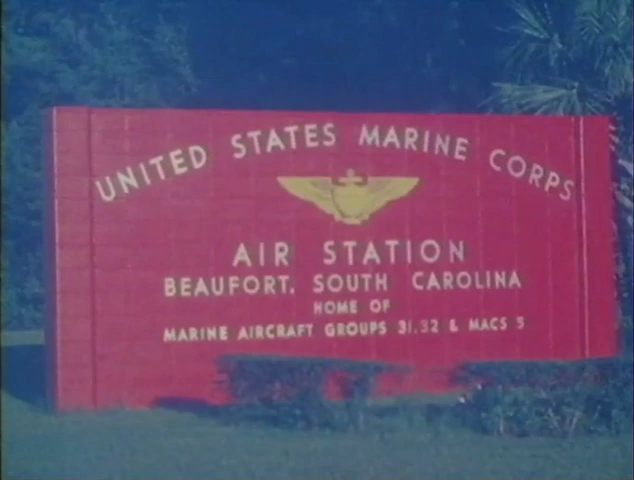 UNITED STATES MARINE CORPS
AIR STATION
BEAUFORT, SOUTH CAROLINA
HOME OF
MARINE AIRCRAFT GROUPS 31, 32 & MACS 5